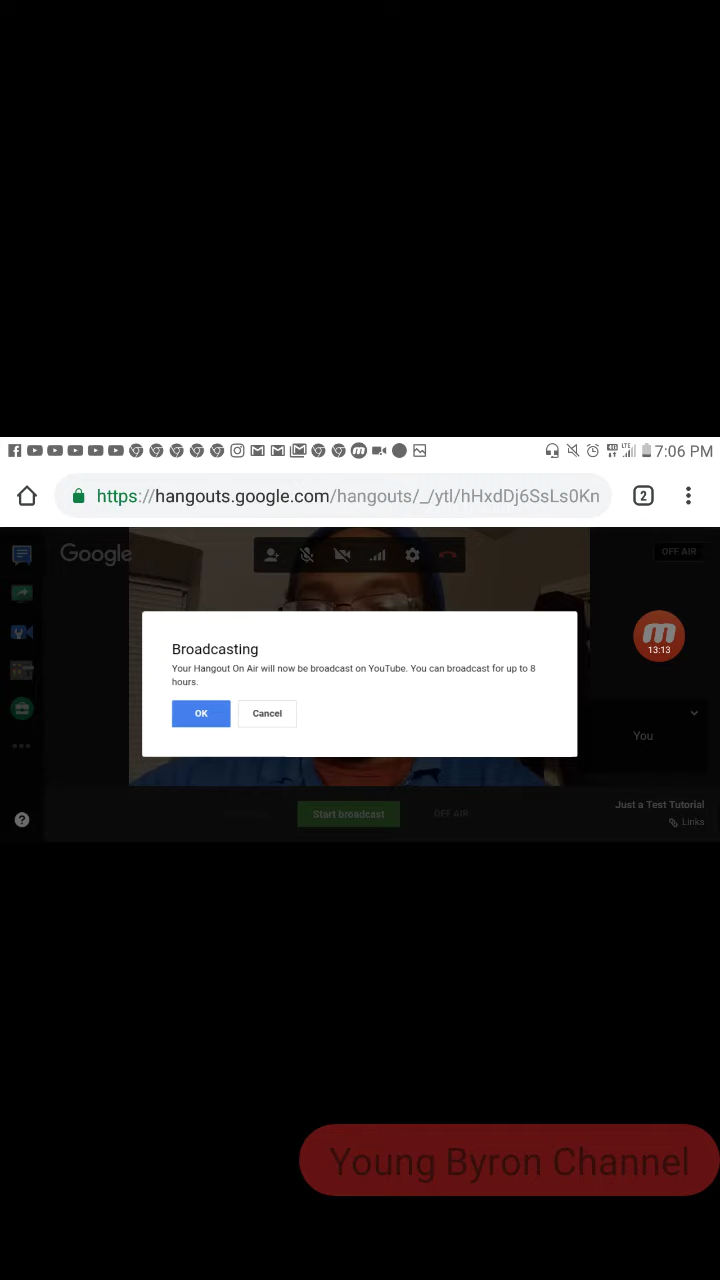 4G LTE 7:06 PM
https://hangouts.google.com/hangouts/_/ytl/hHxdDj6SsLs0Kn 2
Google
OFF AIR
Broadcasting
Your Hangout On Air will now be broadcast on YouTube. You can broadcast for up to 8
hours.
OK Cancel
13:13
You
Start broadcast OFF AIR
Just a Test Tutorial
Links
Young Byron Channel